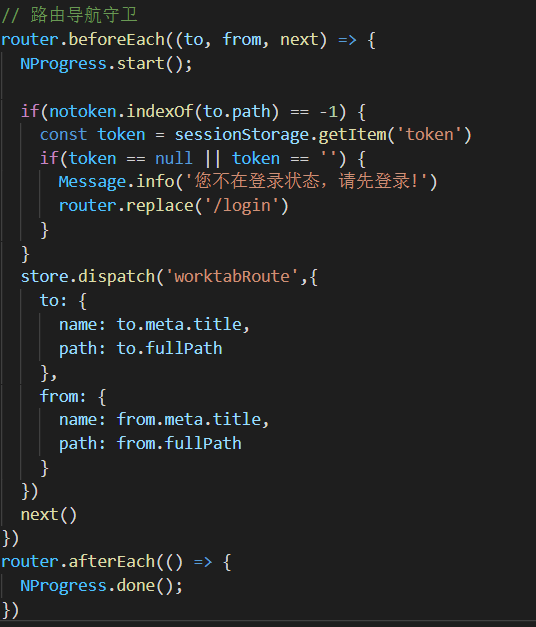 // 路由导航守卫
router.beforeEach((to, from, next) => {
  NProgress.start();

  if(notoken.indexOf(to.path) == -1) {
    const token = sessionStorage.getItem('token')
    if(token == null || token == '') {
      Message.info('您不在登录状态，请先登录!')
      router.replace('/login')
    }
  }
  store.dispatch('worktabRoute',{
    to: {
      name: to.meta.title,
      path: to.fullPath
    },
    from: {
      name: from.meta.title,
      path: from.fullPath
    }
  })
  next()
})
router.afterEach(() => {
  NProgress.done();
})